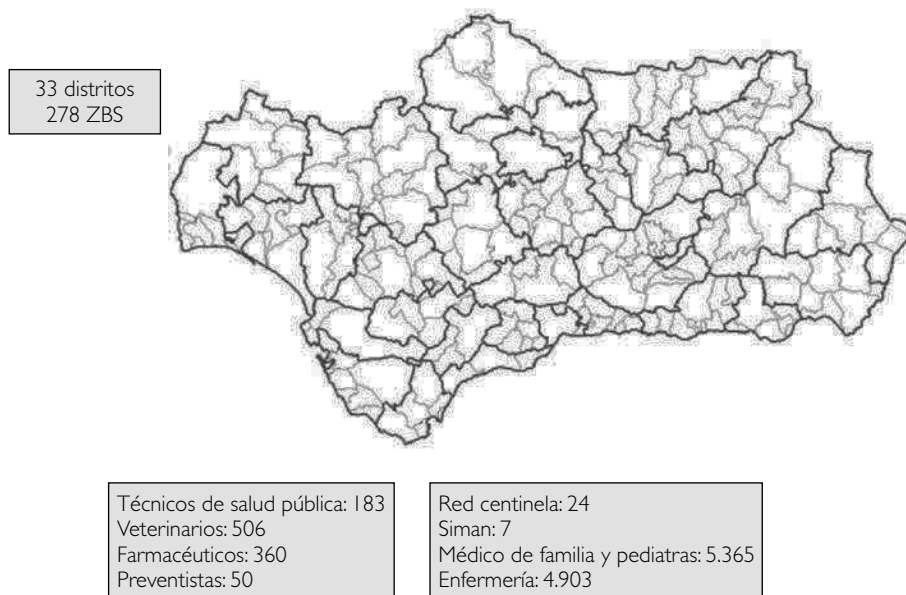 33 distritos
278 ZBS
Técnicos de salud pública: 183
Veterinarios: 506
Farmacéuticos: 360
Preventistas: 50
Red centinela: 24
Siman: 7
Médico de familia y pediatras: 5.365
Enfermería: 4.903